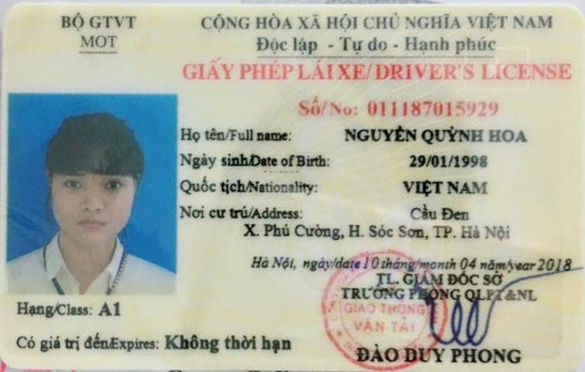 BỘ GTVT
MOT
CỘNG HÒA XÃ HỘI CHỦ NGHĨA VIỆT NAM
Độc lập - Tự do - Hạnh phúc
GIẤY PHÉP LÁI XE/DRIVER'S LICENSE
Số/No: 011187015929
Họ tên/Full name: NGUYỄN QUỲNH HOA
Ngày sinh/Date of Birth: 29/01/1998
Quốc tịch/Nationality: VIỆT NAM
Nơi cư trú/Address: Cầu Đen
X. Phú Cường, H. Sóc Sơn, TP. Hà Nội
Hà Nội, ngày/date 10 tháng/month 04 năm/year 2018
TL. GIÁM ĐỐC SỞ
TRƯỞNG PHÒNG QLPT&NL
GIAO THÔNG
VẬN TẢI
Hạng/Class: A1
Có giá trị đến/Expires: Không thời hạn
ĐÀO DUY PHONG